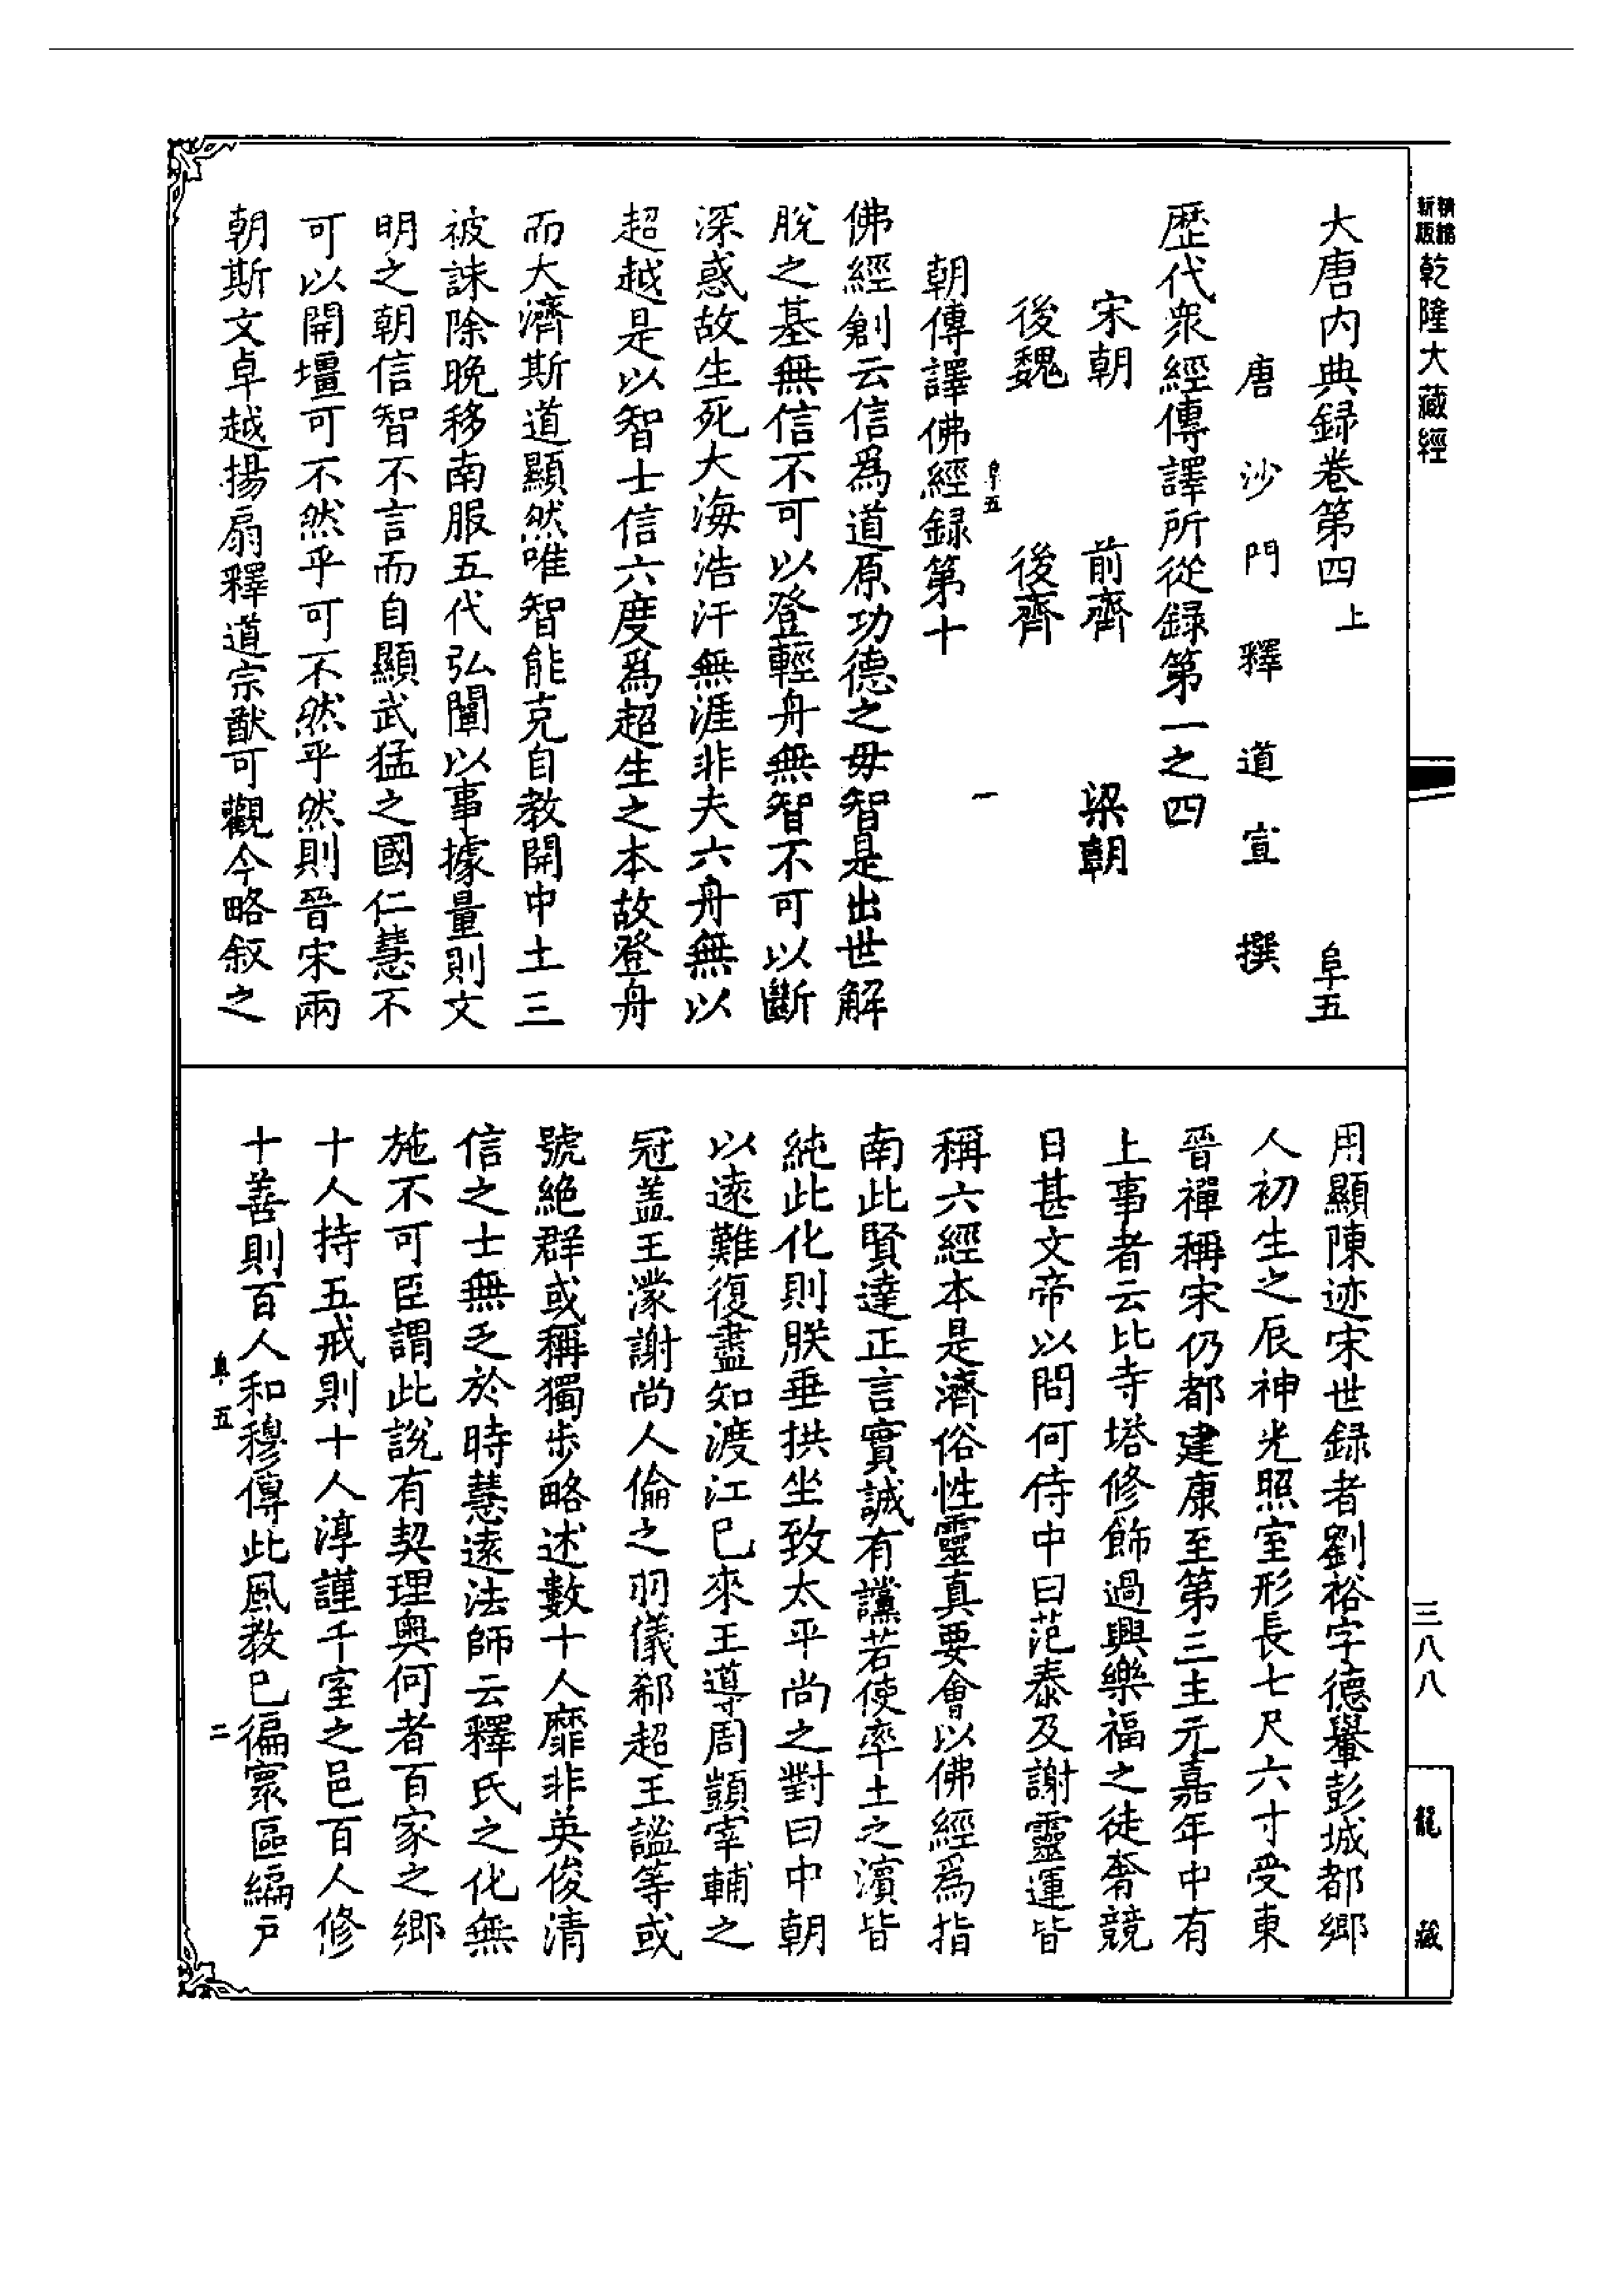 乾隆大藏經
大唐内典録卷第四上 阜五
唐沙門釋道宣撰
歷代衆經傳譯所從録第一之四
宋朝 前齊 梁朝
後魏 後齊
阜五 一
朝傳譯佛經録第十
佛經創云信爲道原功德之毋智是出世解
脫之基無信不可以登輕舟無智不可以斷
深惑故生死大海浩汗無涯非夫六舟無以
超越是以智士信六度爲超生之本故登舟
而大濟斯道顯然唯智能克自教開中土三
被誅除晚移南服五代弘闡以事據量則文
明之朝信智不言而自顯武猛之國仁慧不
可以開壃可不然乎可不然乎然則晉宋兩
朝斯文卓越揚扇釋道宗猷可觀今略叙之
用顯陳迹宋世録者劉裕字德轝彭城都鄉
人初生之辰神光照室形長七尺六寸受東
晉禪稱宋仍都建康至第三主元嘉年中有
上事者云比寺塔修飾過興樂福之徒奢競
日甚文帝以問何侍中曰范泰及謝靈運皆
稱六經本是濟俗性靈真要會以佛經爲指
南此賢達正言實誠有讜若使率土之濵皆
純此化則朕垂拱坐致太平尚之對曰中朝
以遠難復盡知渡江巳來王導周顗宰輔之
冠盖王濛謝尚人倫之羽儀郗超王謐等或
號絶群或稱獨步略述數十人靡非英俊清
信之士無乏於時慧遠法師云釋氏之化無
施不可臣謂此說有契理奥何者百家之鄉
十人持五戒則十人淳謹千室之邑百人修
十善則百人和穆傳此風教巳徧寰區編戸
阜五 二
三八八
龍藏